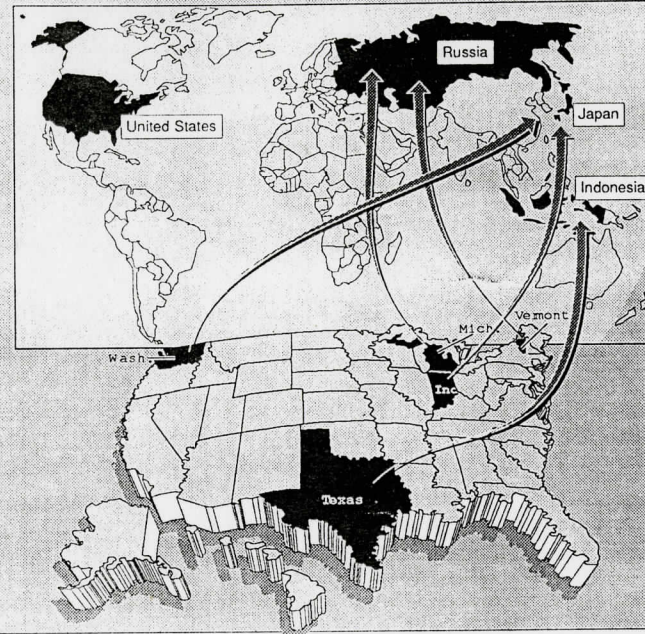 Russia
United States
Japan
Indonesia
Mich.
Vermont
Wash.
Ind
Texas